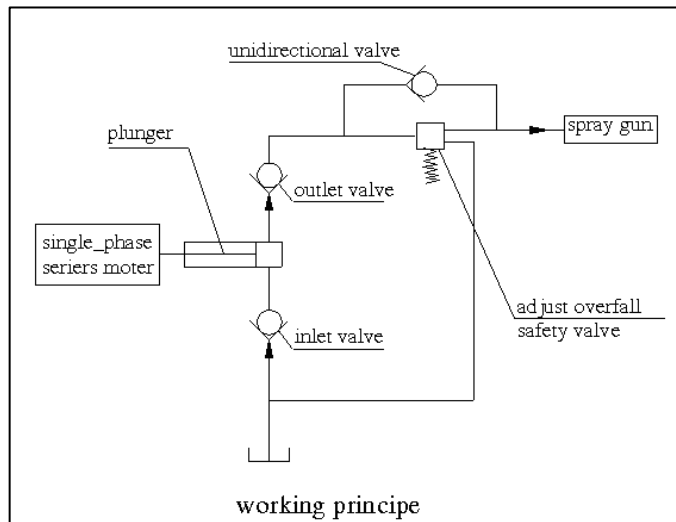 unidirectional valve
spray gun
plunger
outlet valve
single_phase
seriers moter
adjust overfall
safety valve
inlet valve
working principe